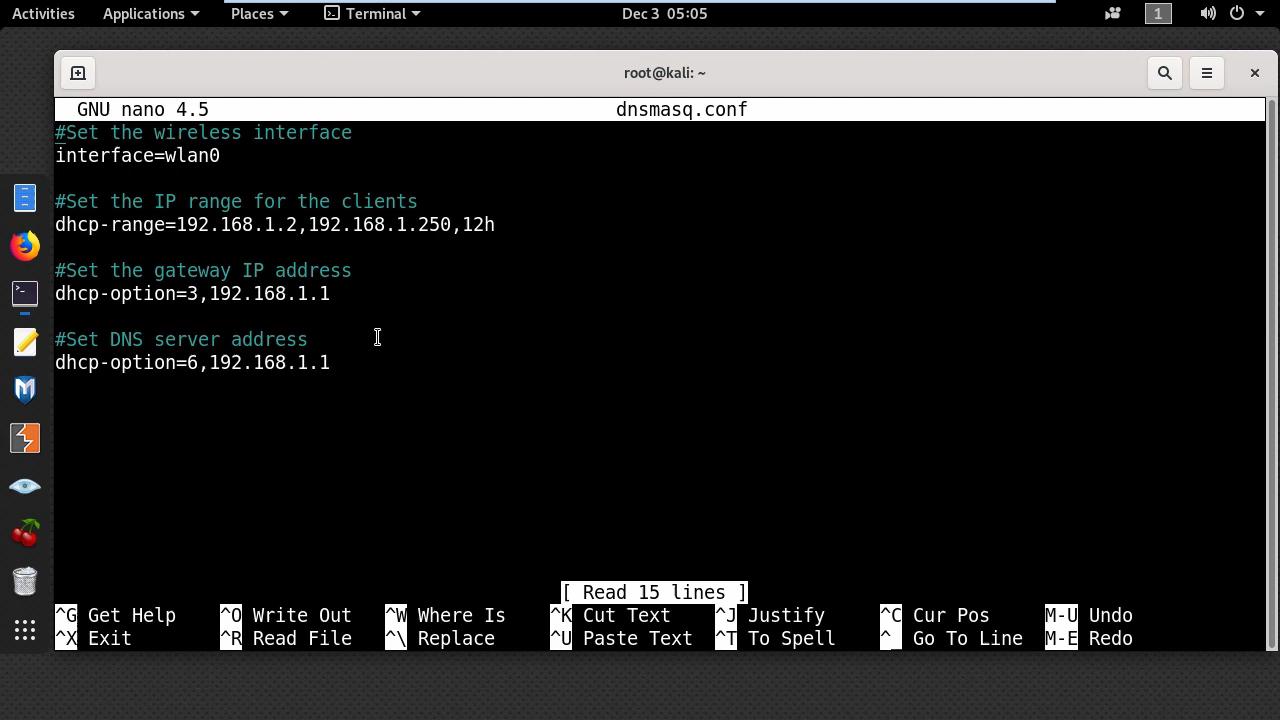 Activities Applications Places Terminal Dec 3 05:05 1
root@kali: ~
GNU nano 4.5 dnsmasq.conf
#Set the wireless interface
interface=wlan0
#Set the IP range for the clients
dhcp-range=192.168.1.2,192.168.1.250,12h
#Set the gateway IP address
dhcp-option=3,192.168.1.1
#Set DNS server address
dhcp-option=6,192.168.1.1
[ Read 15 lines ]
^G Get Help ^O Write Out ^W Where Is ^K Cut Text ^J Justify ^C Cur Pos M-U Undo
^X Exit ^R Read File ^\ Replace ^U Paste Text ^T To Spell ^_ Go To Line M-E Redo